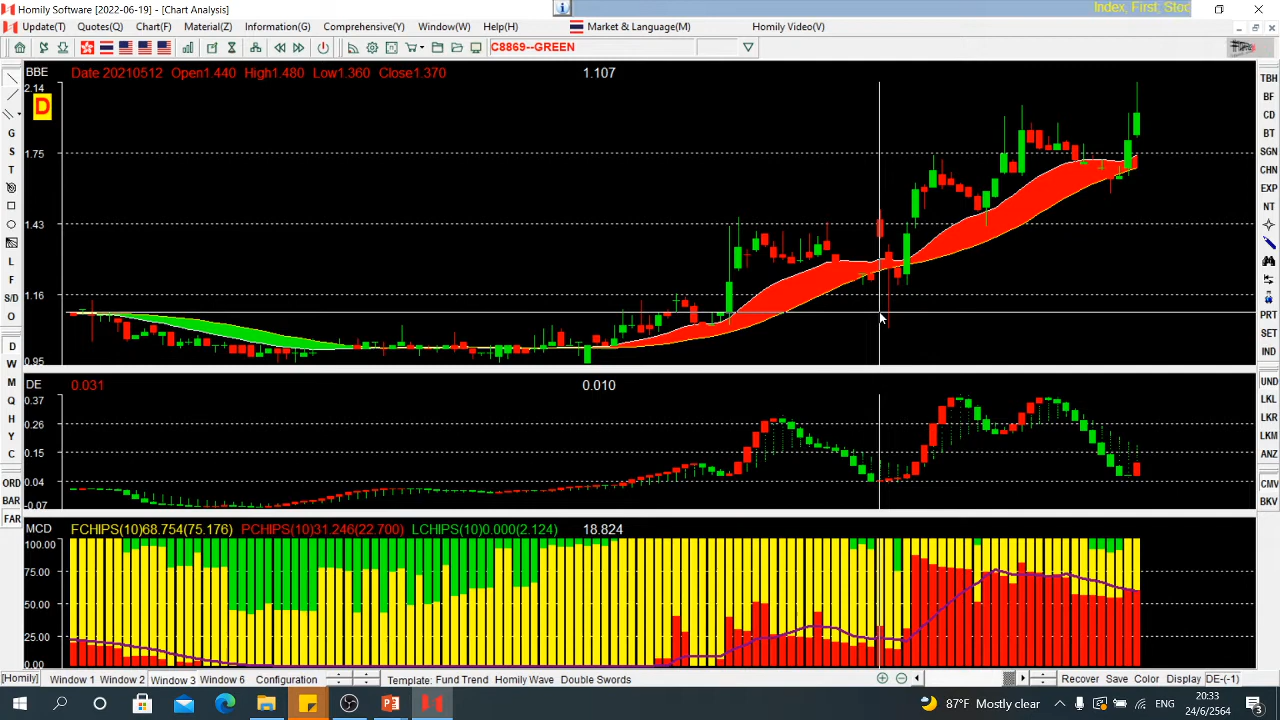 Homily Software [2022-06-19] - [Chart Analysis]
Index, First; Stoc
Update(T) Quotes(Q) Chart(F) Material(Z) Information(G) Comprehensive(Y) Window(W) Help(H) Market & Language(M) Homily Video(V)
C8869--GREEN
BBE Date 20210512 Open1.440 High1.480 Low1.360 Close1.370 1.107
2.14
D
1.75
1.43
1.16
0.95
DE 0.031 0.010
0.37
0.26
0.15
0.04
-0.07
MCD FCHIPS(10)68.754(75.176) PCHIPS(10)31.246(22.700) LCHIPS(10)0.000(2.124) 18.824
100.00
75.00
50.00
25.00
0.00
G
S
T
L
F
S/D
O
D
W
M
Q
H
Y
C
ORD
BAR
FAR
TBH
BF
CD
BT
SGN
CHN
EXP
NT
PRT
SET
IND
UND
LKL
LKR
LKM
ANZ
CMV
BKV
[Homily] Window 1 Window 2 Window 3 Window 6 Configuration Template: Fund Trend Homily Wave Double Swords Recover Save Color Display DE-(-1)
87°F Mostly clear ENG 20:33
24/6/2564
3